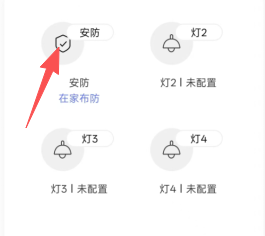 安防
灯2
安防
在家布防
灯2 | 未配置
灯3
灯4
灯3 | 未配置
灯4 | 未配置